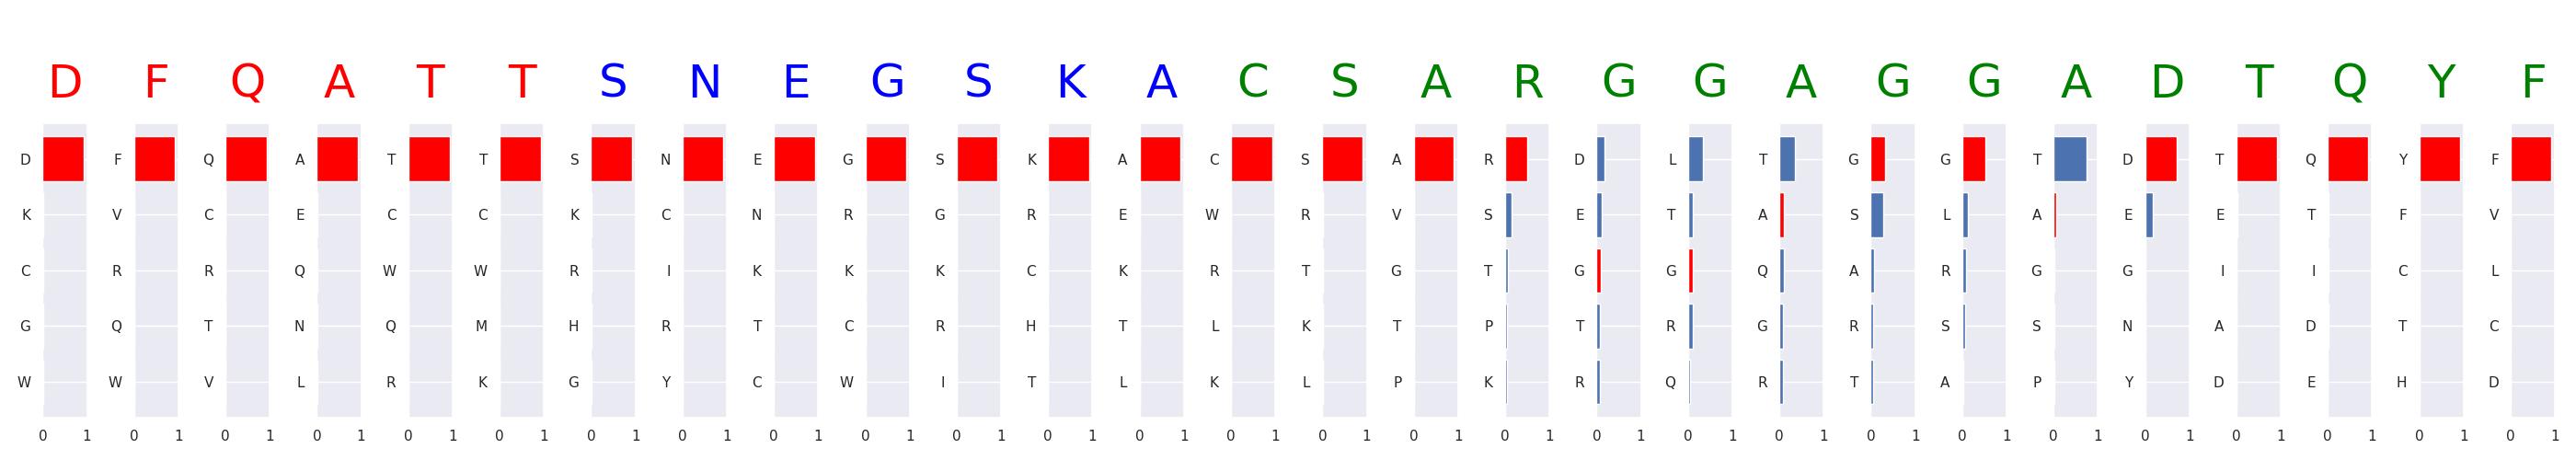 D F Q A T T S N E G S K A C S A R G G A G G A D T Q Y F
D F Q A T T S N E G S K A C S A R D L T G G T D T Q Y F
K V C E C C K C N R G R E W R V S E T A S L A E E T F V
C R R Q W W R I K K K C K R T G T G G Q A R G G I I C L
G Q T N Q M H R T C R H T L K T P T R G R S S N A D T C
W W V L R K G Y C W I T L K L P K R Q R T A P Y D E H D
0 1 0 1 0 1 0 1 0 1 0 1 0 1 0 1 0 1 0 1 0 1 0 1 0 1 0 1 0 1 0 1 0 1 0 1 0 1 0 1 0 1 0 1 0 1 0 1 0 1 0 1 0 1 0 1